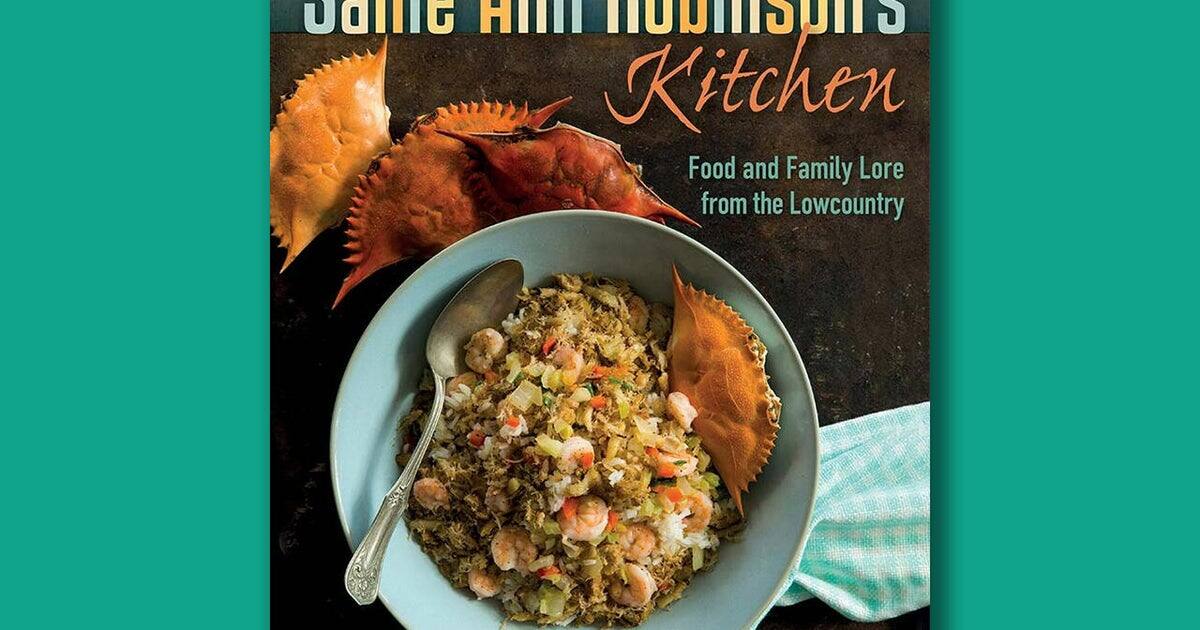 Sallie Ann Robinson's
Kitchen
Food and Family Lore
from the Lowcountry